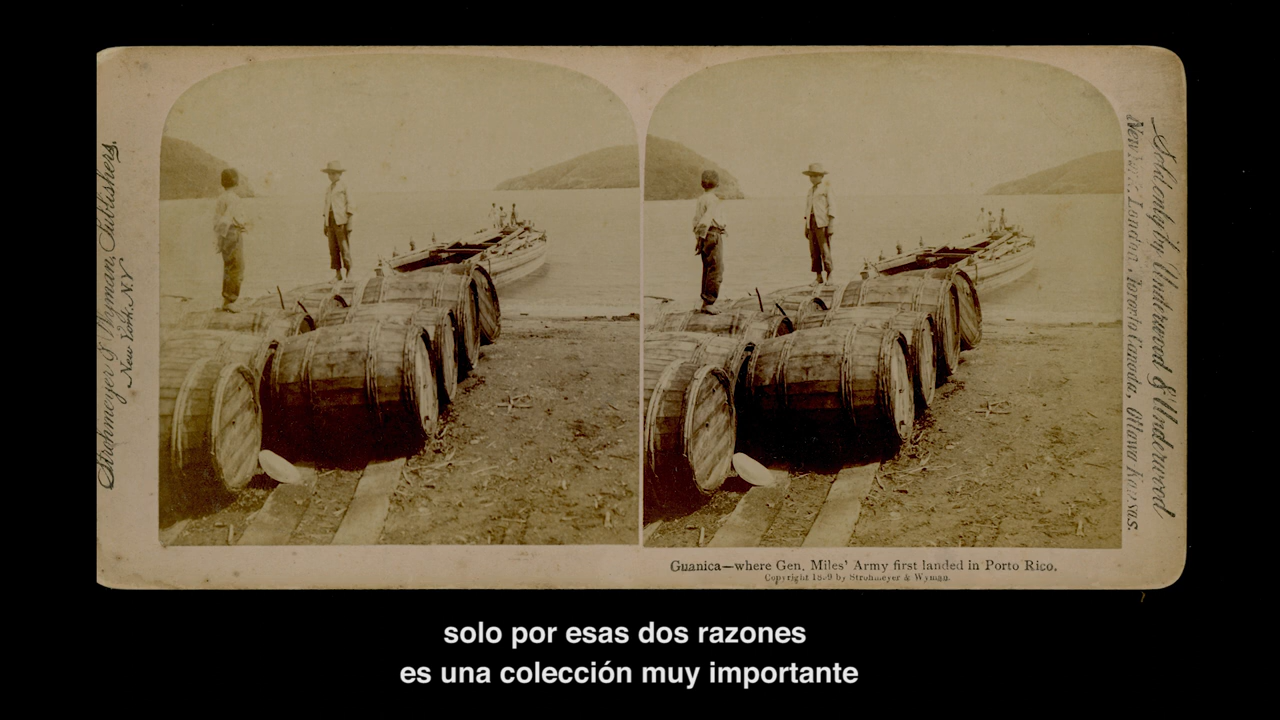 Strohmeyer & Wyman, Publishers,
New York, N.Y.
Sold only by Underwood & Underwood
New York, London, Toronto Canada, Ottawa Kansas.
Guanica—where Gen. Miles' Army first landed in Porto Rico.
Copyright 1899 by Strohmeyer & Wyman.
solo por esas dos razones
es una colección muy importante